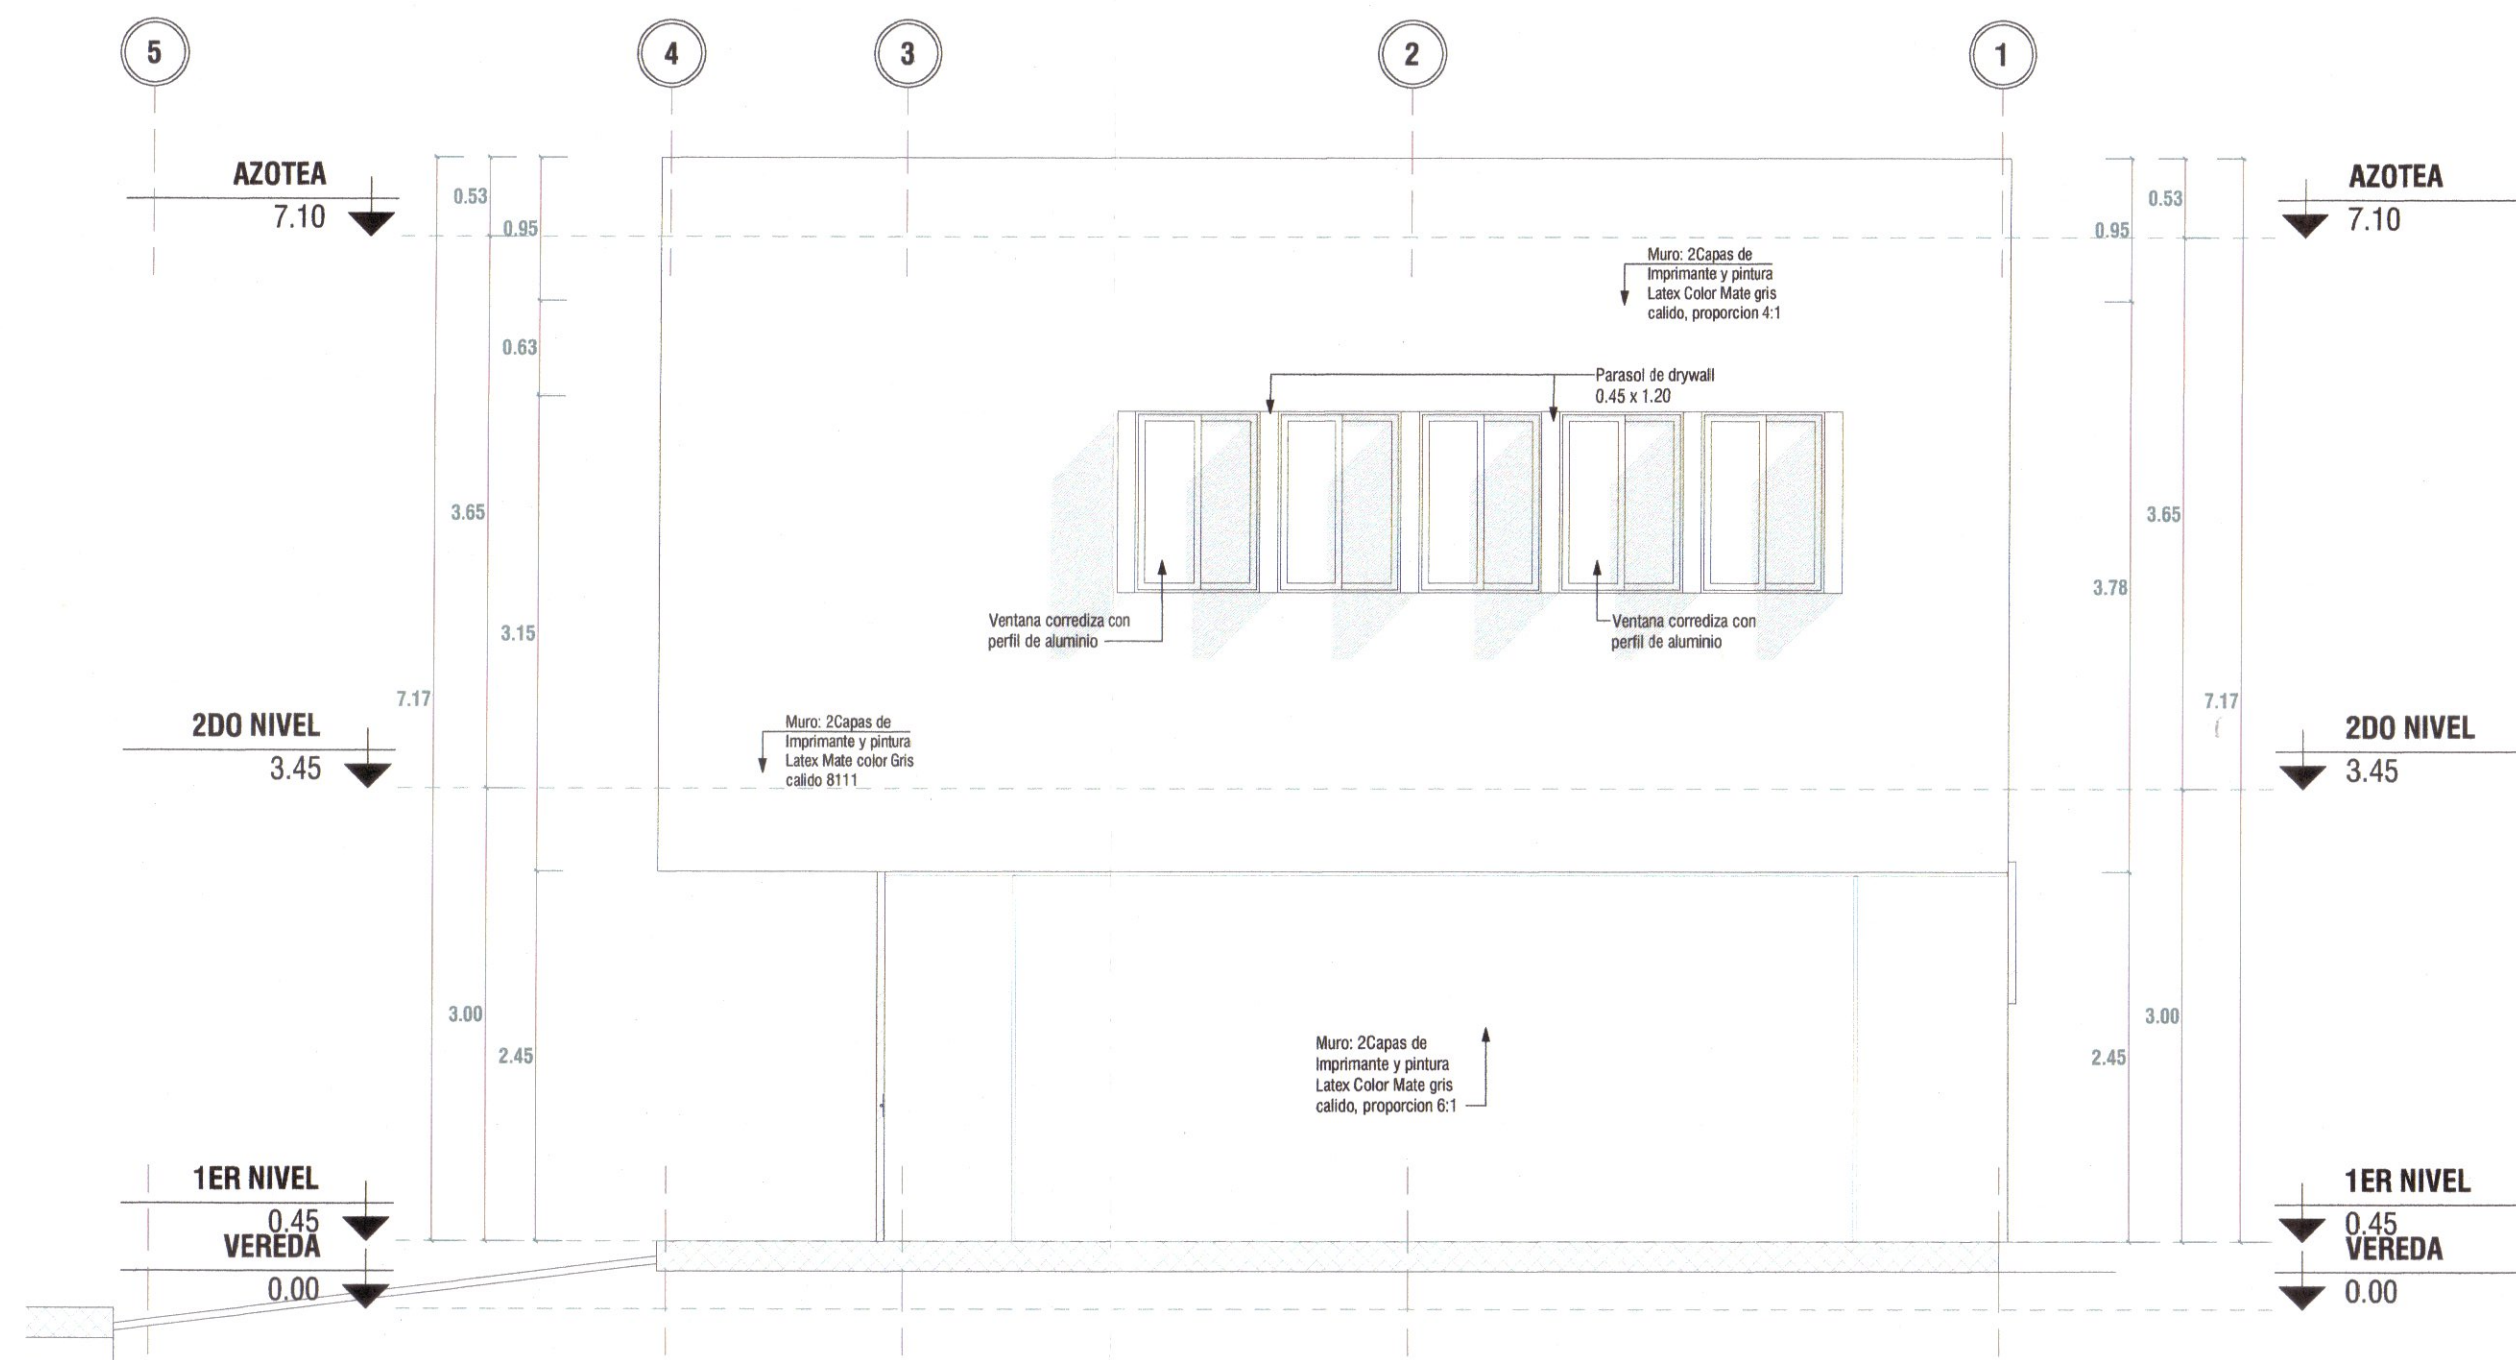 5
4
3
2
1
AZOTEA
7.10
AZOTEA
7.10
0.53
0.95
0.53
0.95
Muro: 2Capas de
Imprimante y pintura
Latex Color Mate gris
calido, proporcion 4:1
0.63
Parasol de drywall
0.45 x 1.20
3.65
3.65
3.78
Ventana corrediza con
perfil de aluminio
Ventana corrediza con
perfil de aluminio
3.15
7.17
7.17
2DO NIVEL
3.45
Muro: 2Capas de
Imprimante y pintura
Latex Mate color Gris
calido 8111
2DO NIVEL
3.45
3.00
2.45
3.00
2.45
Muro: 2Capas de
Imprimante y pintura
Latex Color Mate gris
calido, proporcion 6:1
1ER NIVEL
0.45
VEREDA
0.00
1ER NIVEL
0.45
VEREDA
0.00